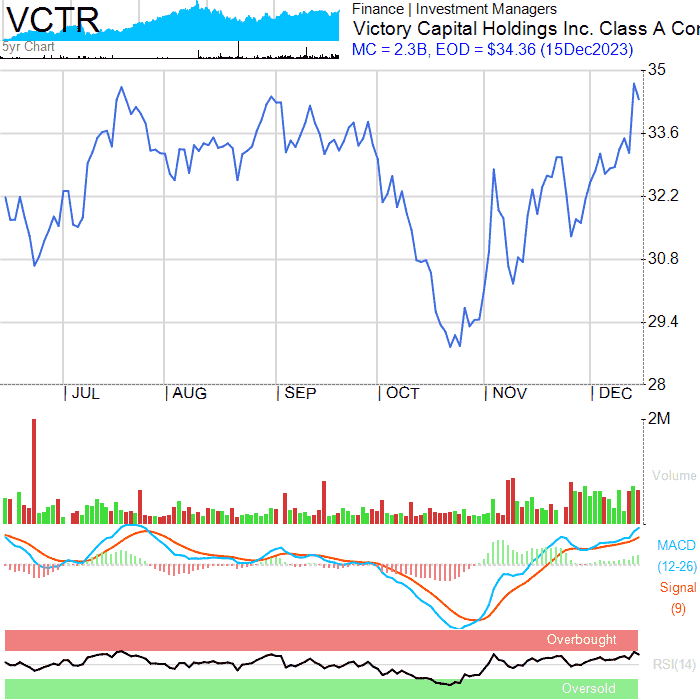 VCTR
5yr Chart
Finance | Investment Managers
Victory Capital Holdings Inc. Class A Cor
MC = 2.3B, EOD = $34.36 (15Dec2023)
35
33.6
32.2
30.8
29.4
28
| JUL | AUG | SEP | OCT | NOV | DEC
2M
Volume
MACD
(12-26)
Signal
(9)
Overbought
RSI(14)
Oversold